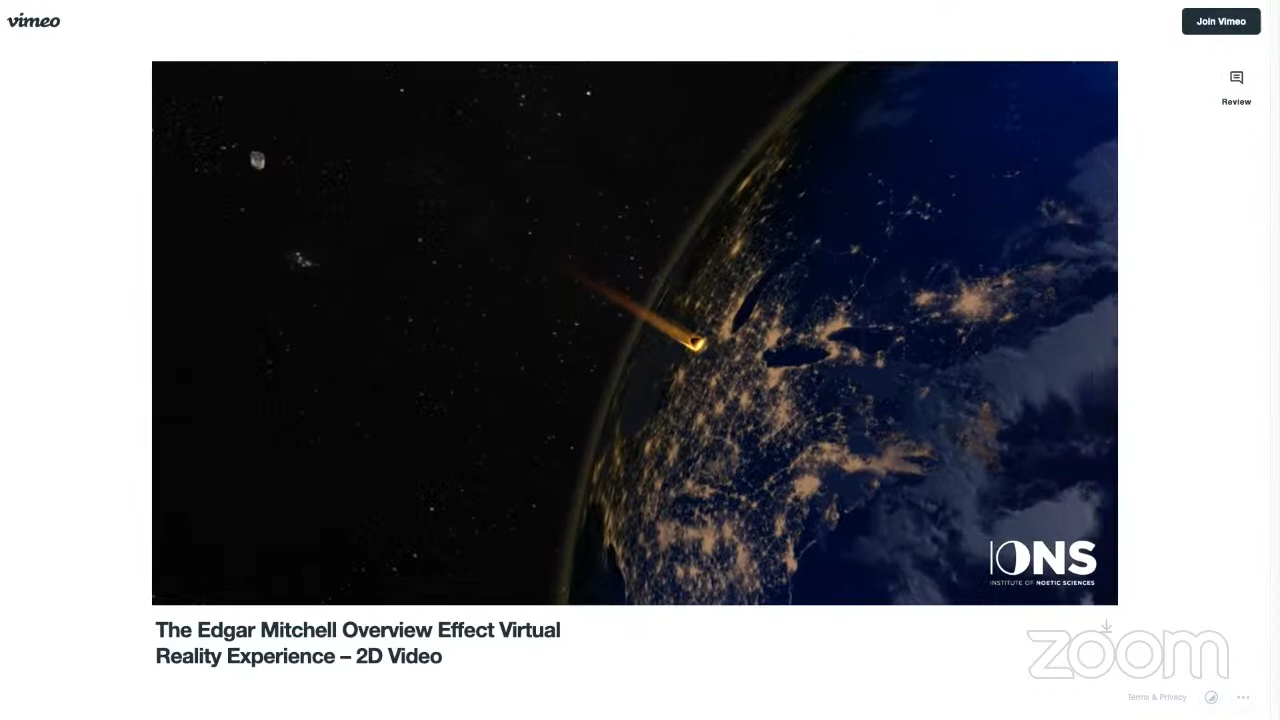 vimeo
Join Vimeo
Review
IONS
INSTITUTE OF NOETIC SCIENCES
The Edgar Mitchell Overview Effect Virtual
Reality Experience – 2D Video
zoom
Terms & Privacy